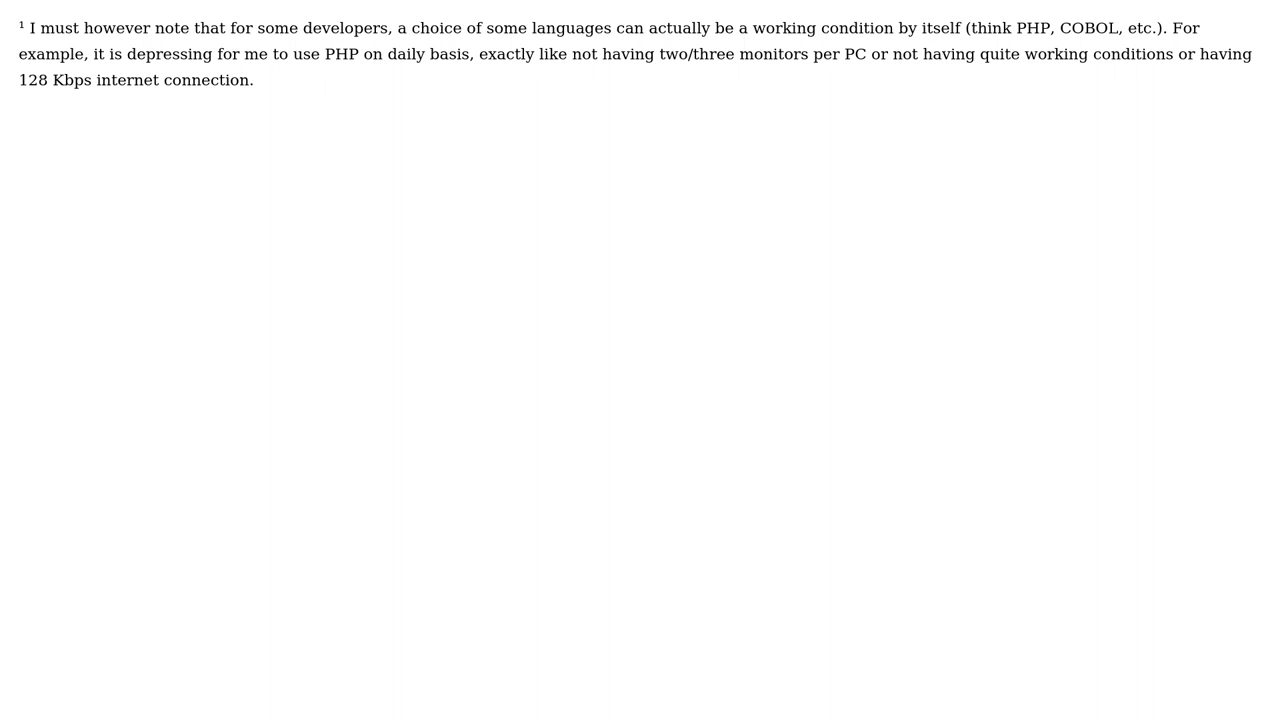 ¹ I must however note that for some developers, a choice of some languages can actually be a working condition by itself (think PHP, COBOL, etc.). For
example, it is depressing for me to use PHP on daily basis, exactly like not having two/three monitors per PC or not having quite working conditions or having
128 Kbps internet connection.